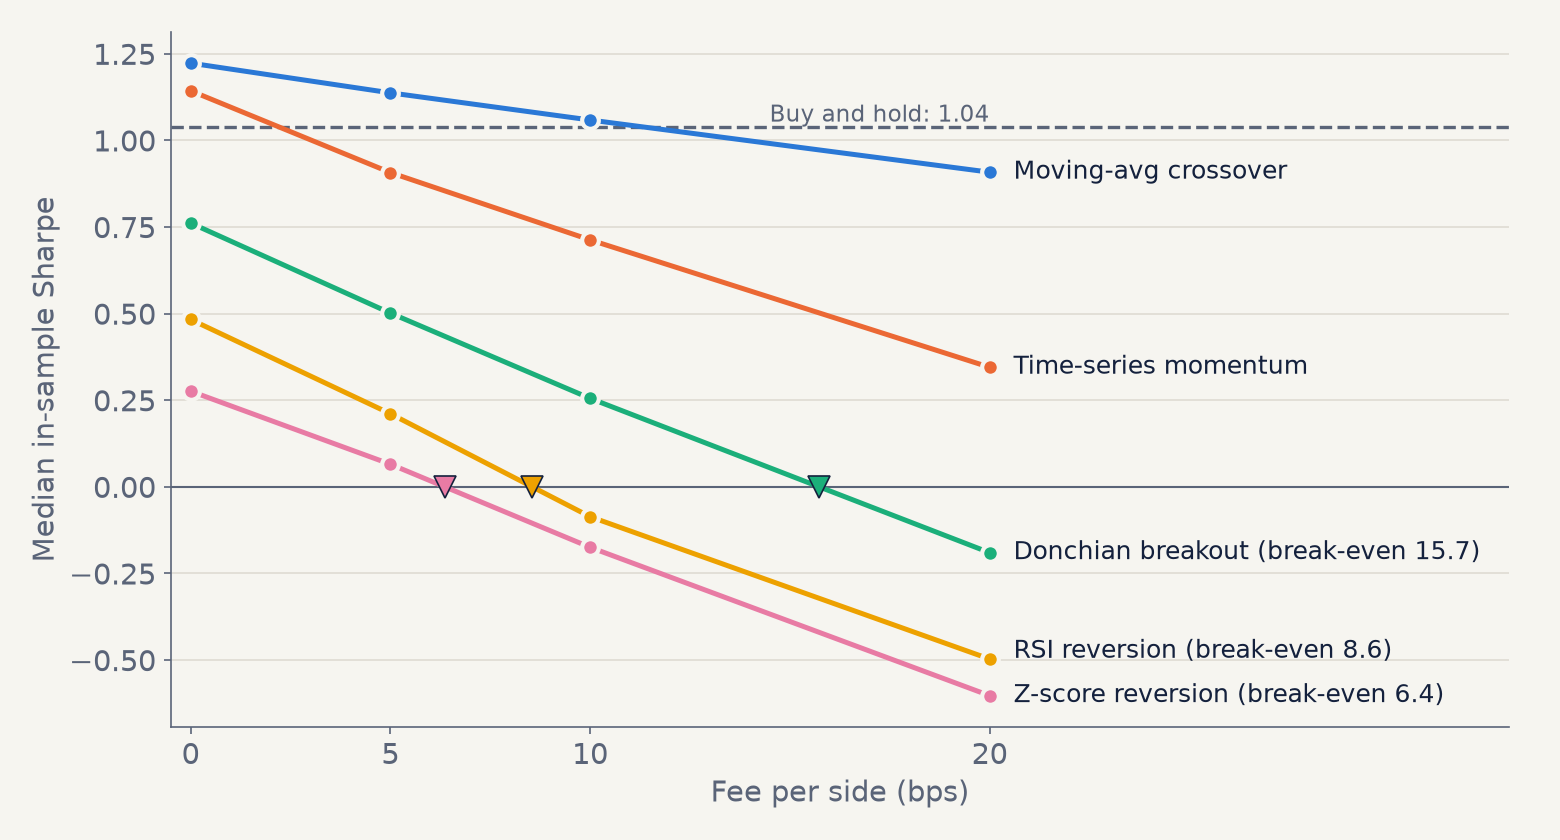 1.25
1.00
0.75
0.50
0.25
0.00
−0.25
−0.50
Median in-sample Sharpe
Buy and hold: 1.04
Moving-avg crossover
Time-series momentum
Donchian breakout (break-even 15.7)
RSI reversion (break-even 8.6)
Z-score reversion (break-even 6.4)
0 5 10 20
Fee per side (bps)